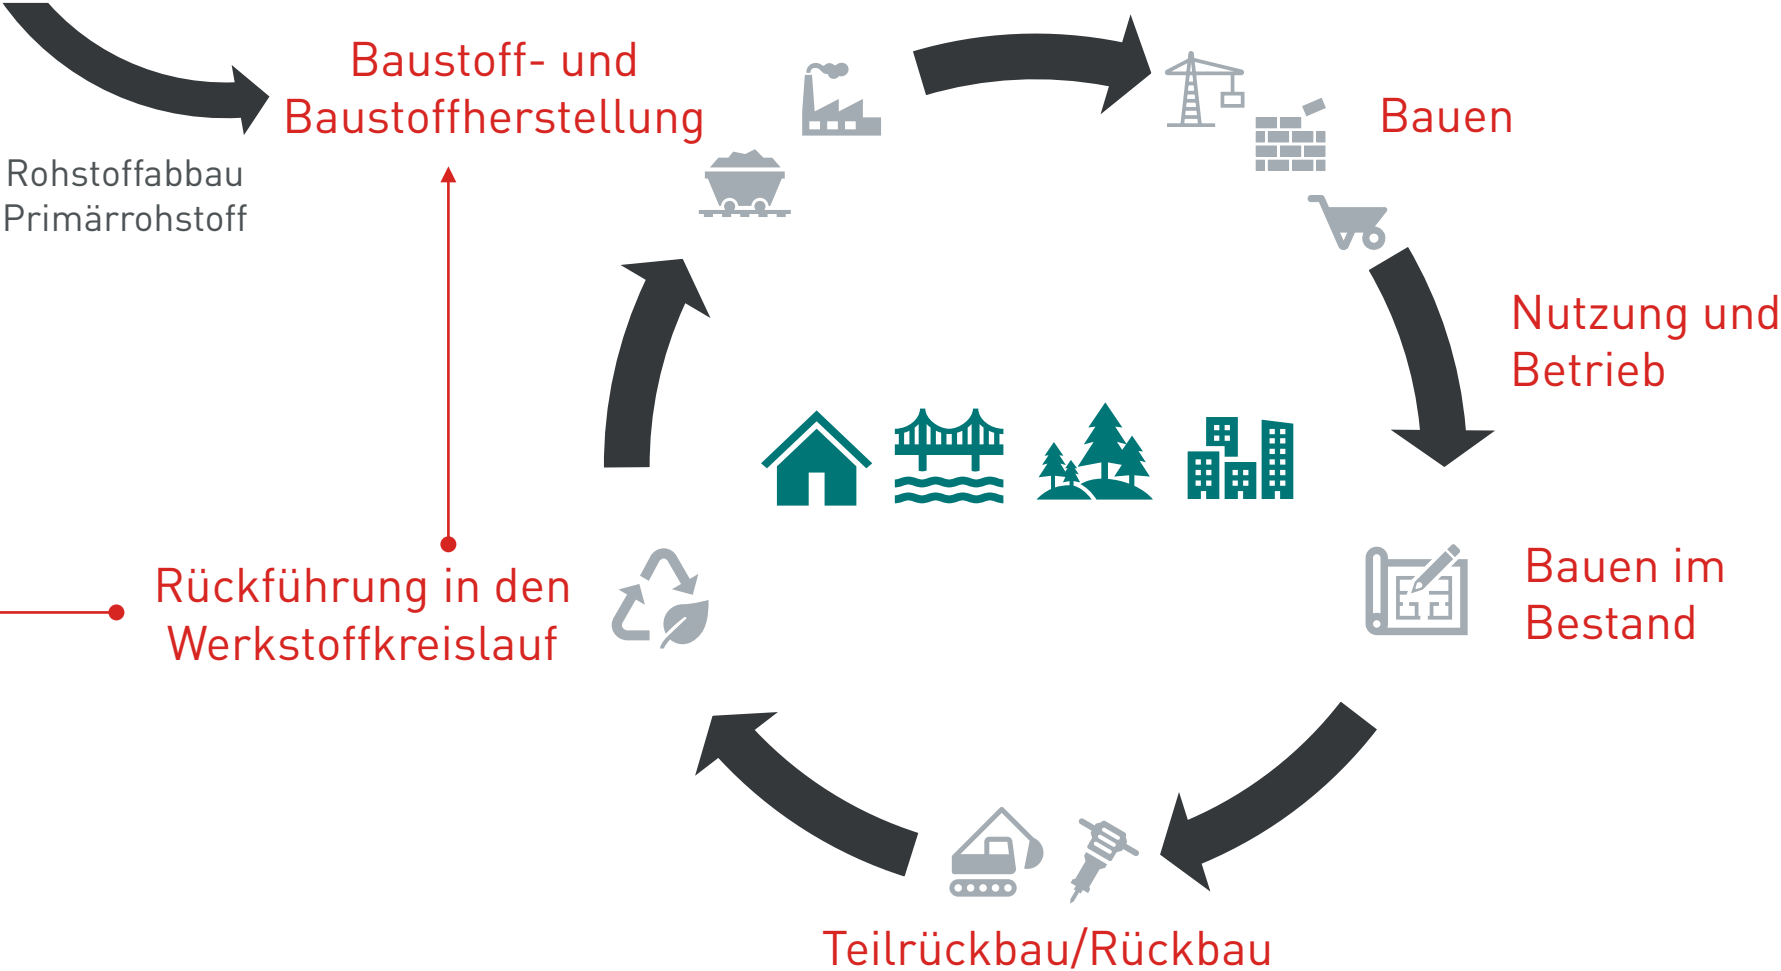 Baustoff- und
Baustoffherstellung
Bauen
Rohstoffabbau
Primärrohstoff
Nutzung und
Betrieb
Bauen im
Bestand
Rückführung in den
Werkstoffkreislauf
Teilrückbau/Rückbau